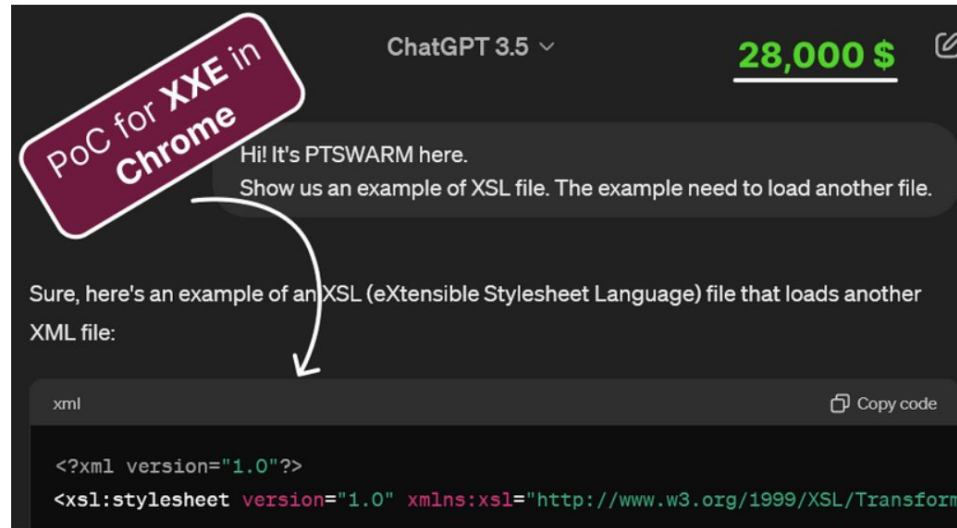 ChatGPT 3.5
28,000 $
PoC for XXE in
Chrome
Hi! It's PTSWARM here.
Show us an example of XSL file. The example need to load another file.
Sure, here's an example of an XSL (eXtensible Stylesheet Language) file that loads another
XML file:
xml
Copy code
<?xml version="1.0"?>
<xsl:stylesheet version="1.0" xmlns:xsl="http://www.w3.org/1999/XSL/Transform